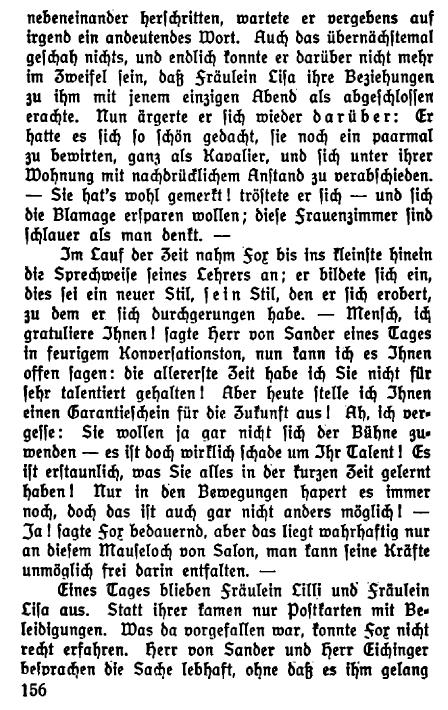 nebeneinander herschritten, wartete er vergebens auf
irgend ein andeutendes Wort. Auch das übernächstemal
geschah nichts, und endlich konnte er darüber nicht mehr
im Zweifel sein, daß Fräulein Lisa ihre Beziehungen
zu ihm mit jenem einzigen Abend als abgeschlossen
erachte. Nun ärgerte er sich wieder darüber: Er
hatte es sich so schön gedacht, sie noch ein paarmal
zu bewirten, ganz als Kavalier, und sich unter ihrer
Wohnung mit nachdrücklichem Anstand zu verabschieden.
— Sie hat's wohl gemerkt! tröstete er sich — und sich
die Blamage ersparen wollen; diese Frauenzimmer sind
schlauer als man denkt. —
Im Lauf der Zeit nahm Fox bis ins kleinste hinein
die Sprechweise seines Lehrers an; er bildete sich ein,
dies sei ein neuer Stil, sein Stil, den er sich erobert,
zu dem er sich durchgerungen habe. — Mensch, ich
gratuliere Ihnen! sagte Herr von Sander eines Tages
in feurigem Konversationston, nun kann ich es Ihnen
offen sagen: die allererste Zeit habe ich Sie nicht für
sehr talentiert gehalten! Aber heute stelle ich Ihnen
einen Garantieschein für die Zukunft aus! Ah, ich ver-
gesse: Sie wollen ja gar nicht sich der Bühne zu-
wenden — es ist doch wirklich schade um Ihr Talent! Es
ist erstaunlich, was Sie alles in der kurzen Zeit gelernt
haben! Nur in den Bewegungen hapert es immer
noch, doch das ist auch gar nicht anders möglich! —
Ja! sagte Fox bedauernd, aber das liegt wahrhaftig nur
an diesem Mauseloch von Salon, man kann seine Kräfte
unmöglich frei darin entfalten. —
Eines Tages blieben Fräulein Lilli und Fräulein
Lisa aus. Statt ihrer kamen nur Postkarten mit Be-
leidigungen. Was da vorgefallen war, konnte Fox nicht
recht erfahren. Herr von Sander und Herr Eichinger
besprachen die Sache lebhaft, ohne daß es ihm gelang
156